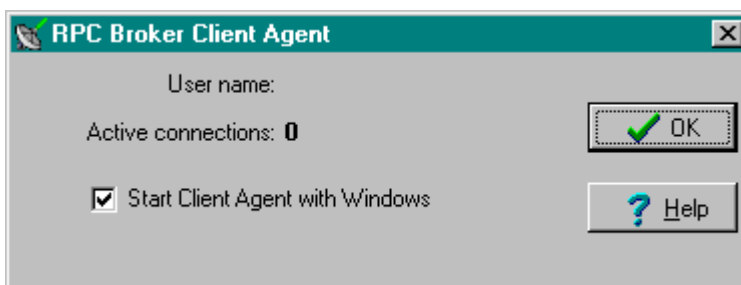 RPC Broker Client Agent
User name:
Active connections: 0
OK
Start Client Agent with Windows
Help